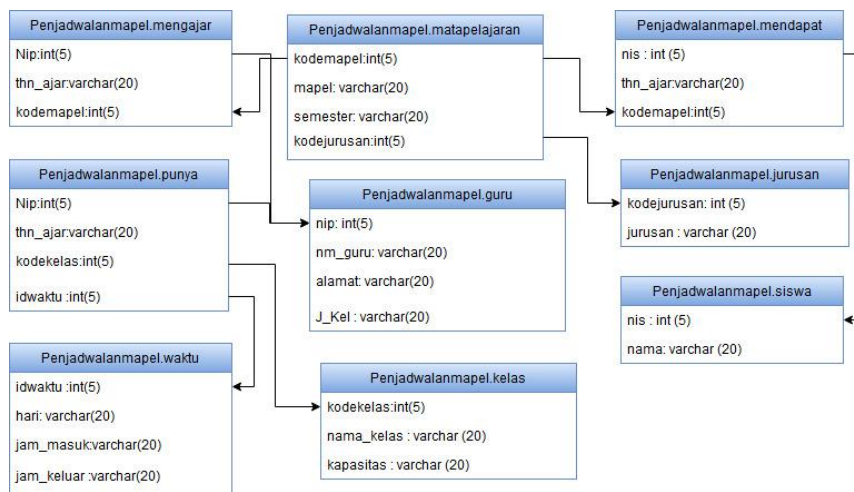 Penjadwalanmapel.mengajar
Nip:int(5)
thn_ajar:varchar(20)
kodemapel:int(5)
Penjadwalanmapel.matapelajaran
kodemapel:int(5)
mapel: varchar(20)
semester: varchar(20)
kodejurusan:int(5)
Penjadwalanmapel.mendapat
nis : int (5)
thn_ajar:varchar(20)
kodemapel:int(5)
Penjadwalanmapel.punya
Nip:int(5)
thn_ajar:varchar(20)
kodekelas:int(5)
idwaktu :int(5)
Penjadwalanmapel.guru
nip: int(5)
nm_guru: varchar(20)
alamat: varchar(20)
J_Kel : varchar(20)
Penjadwalanmapel.jurusan
kodejurusan: int (5)
jurusan : varchar (20)
Penjadwalanmapel.siswa
nis : int (5)
nama: varchar (20)
Penjadwalanmapel.waktu
idwaktu :int(5)
hari: varchar(20)
jam_masuk:varchar(20)
jam_keluar :varchar(20)
Penjadwalanmapel.kelas
kodekelas:int(5)
nama_kelas : varchar (20)
kapasitas : varchar (20)